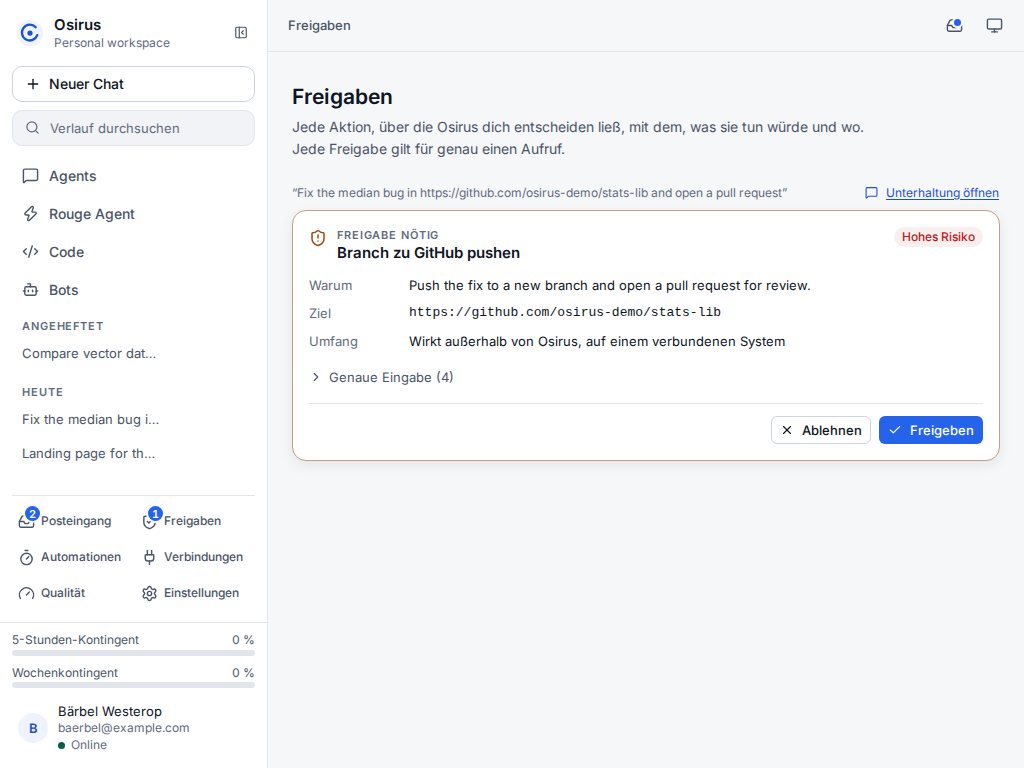 Osirus
Personal workspace
Neuer Chat
Verlauf durchsuchen
Agents
Rouge Agent
Code
Bots
ANGEHEFTET
Compare vector dat...
HEUTE
Fix the median bug i...
Landing page for th...
2 Posteingang
1 Freigaben
Automationen
Verbindungen
Qualität
Einstellungen
5-Stunden-Kontingent 0 %
Wochenkontingent 0 %
B
Bärbel Westerop
baerbel@example.com
Online
Freigaben
Freigaben
Jede Aktion, über die Osirus dich entscheiden ließ, mit dem, was sie tun würde und wo.
Jede Freigabe gilt für genau einen Aufruf.
"Fix the median bug in https://github.com/osirus-demo/stats-lib and open a pull request"
Unterhaltung öffnen
FREIGABE NÖTIG
Branch zu GitHub pushen
Hohes Risiko
Warum Push the fix to a new branch and open a pull request for review.
Ziel https://github.com/osirus-demo/stats-lib
Umfang Wirkt außerhalb von Osirus, auf einem verbundenen System
Genaue Eingabe (4)
Ablehnen
Freigeben